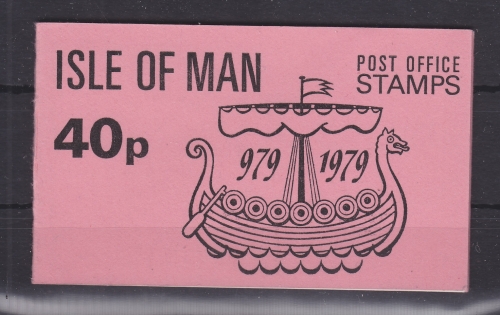 ISLE OF MAN
POST OFFICE
STAMPS
40p
979 1979